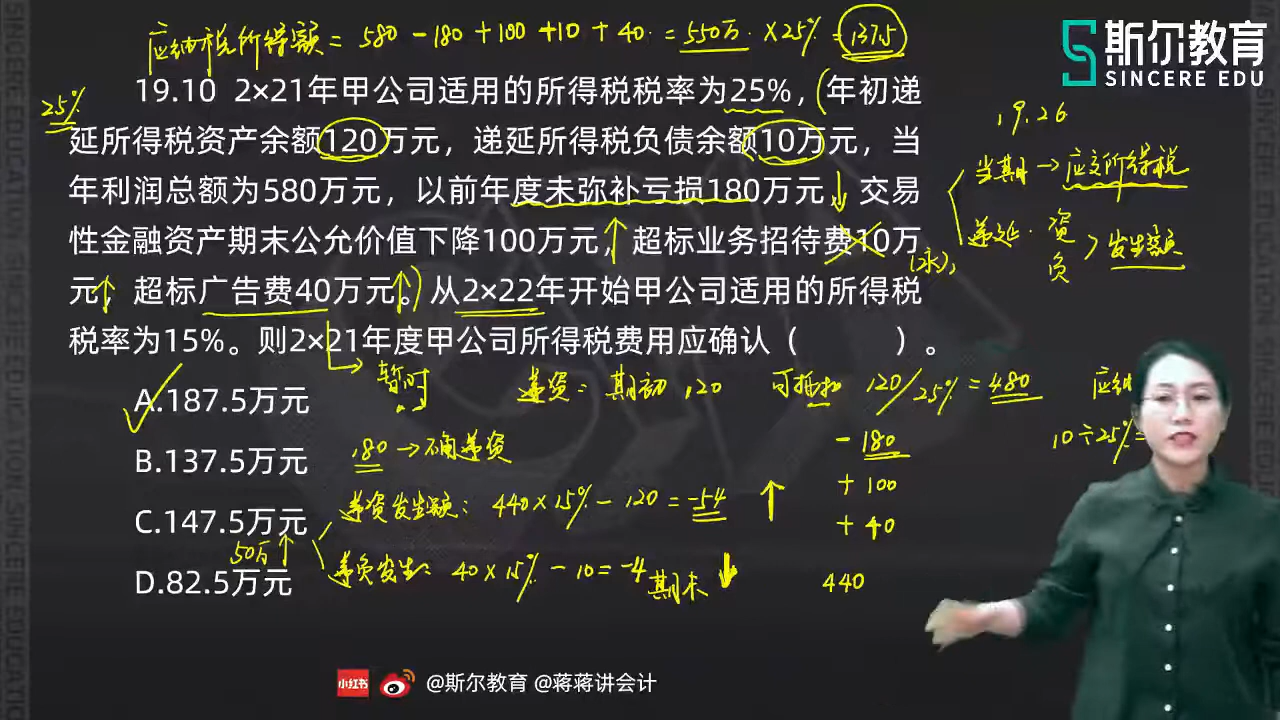 应纳税所得额 = 580 - 180 + 100 + 10 + 40 = 550万 × 25% = 137.5
斯尔教育
SINCERE EDU
25%
19.10 2×21年甲公司适用的所得税税率为25%，年初递
延所得税资产余额120万元，递延所得税负债余额10万元，当
年利润总额为580万元，以前年度未弥补亏损180万元，交易
性金融资产期末公允价值下降100万元，超标业务招待费10万
元，超标广告费40万元。从2×22年开始甲公司适用的所得税
税率为15%。则2×21年度甲公司所得税费用应确认（ ）。
19.26
当期→应交所得税
递延·资
负
发生额
(永)
暂时
A.187.5万元
B.137.5万元
C.147.5万元
D.82.5万元
递资：期初120 可抵扣 120/25% = 480
- 180
+ 100
+ 40
440
应纳
10÷25%=
180→不确递资
递资发生额：440×15% - 120 = -54
50万
递负发生：40×15% - 10 = -4
期末
小红书
@斯尔教育 @蒋蒋讲会计